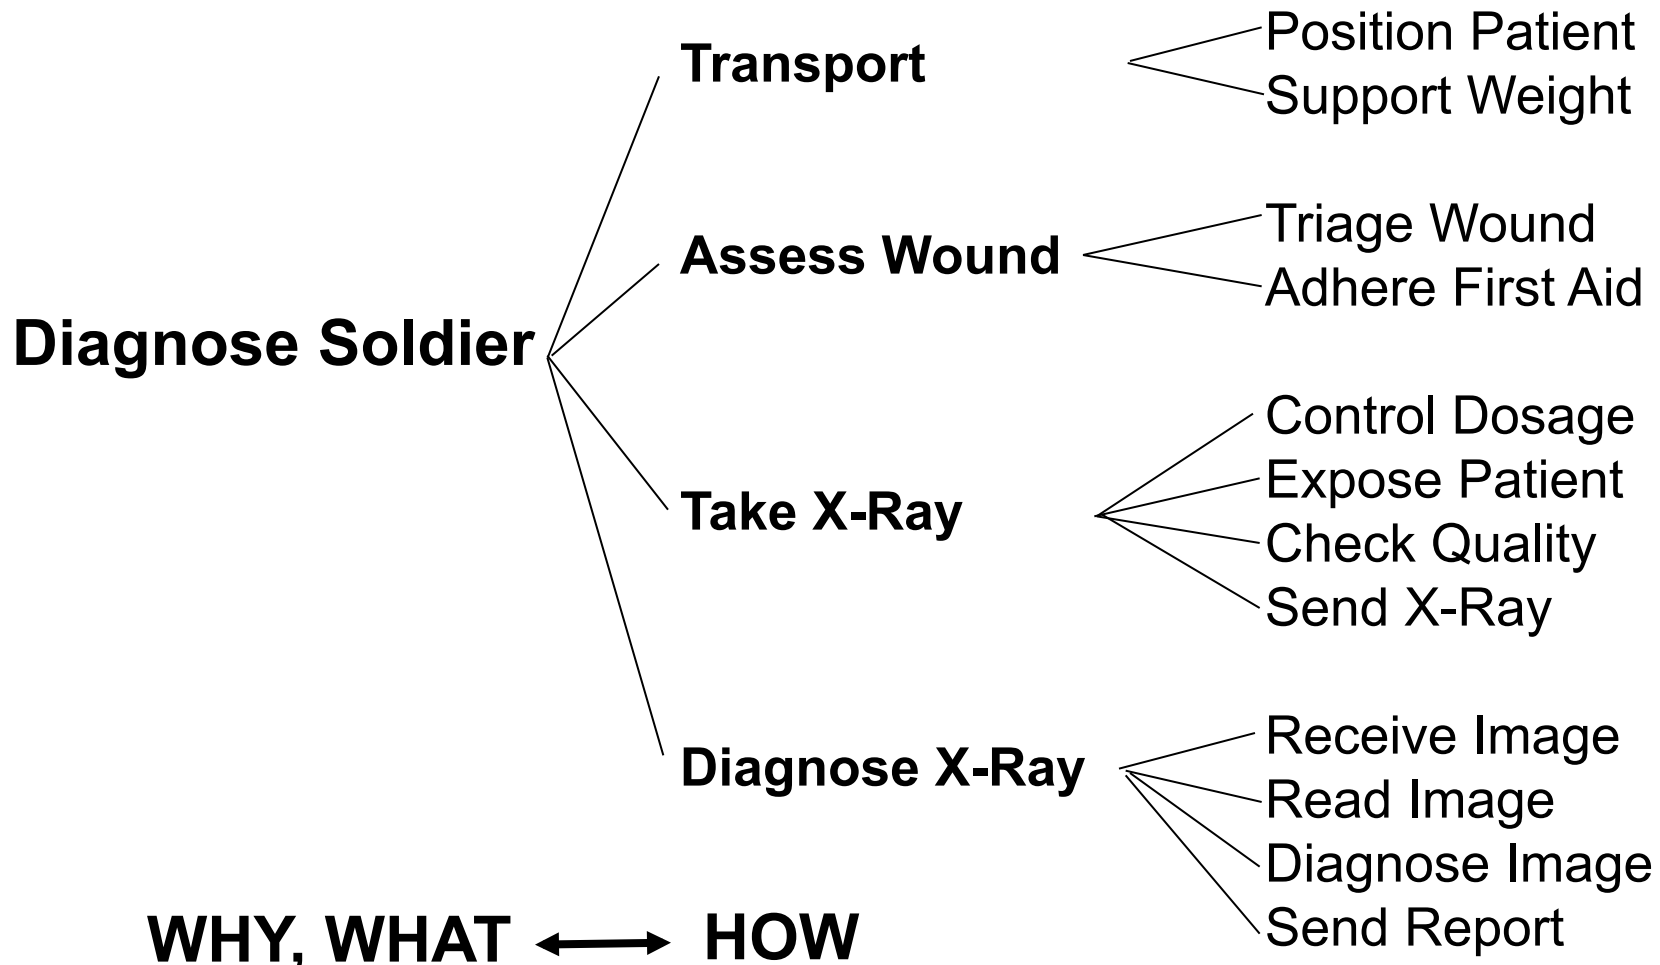 Diagnose Soldier
Transport
Position Patient
Support Weight
Assess Wound
Triage Wound
Adhere First Aid
Take X-Ray
Control Dosage
Expose Patient
Check Quality
Send X-Ray
Diagnose X-Ray
Receive Image
Read Image
Diagnose Image
Send Report
WHY, WHAT HOW